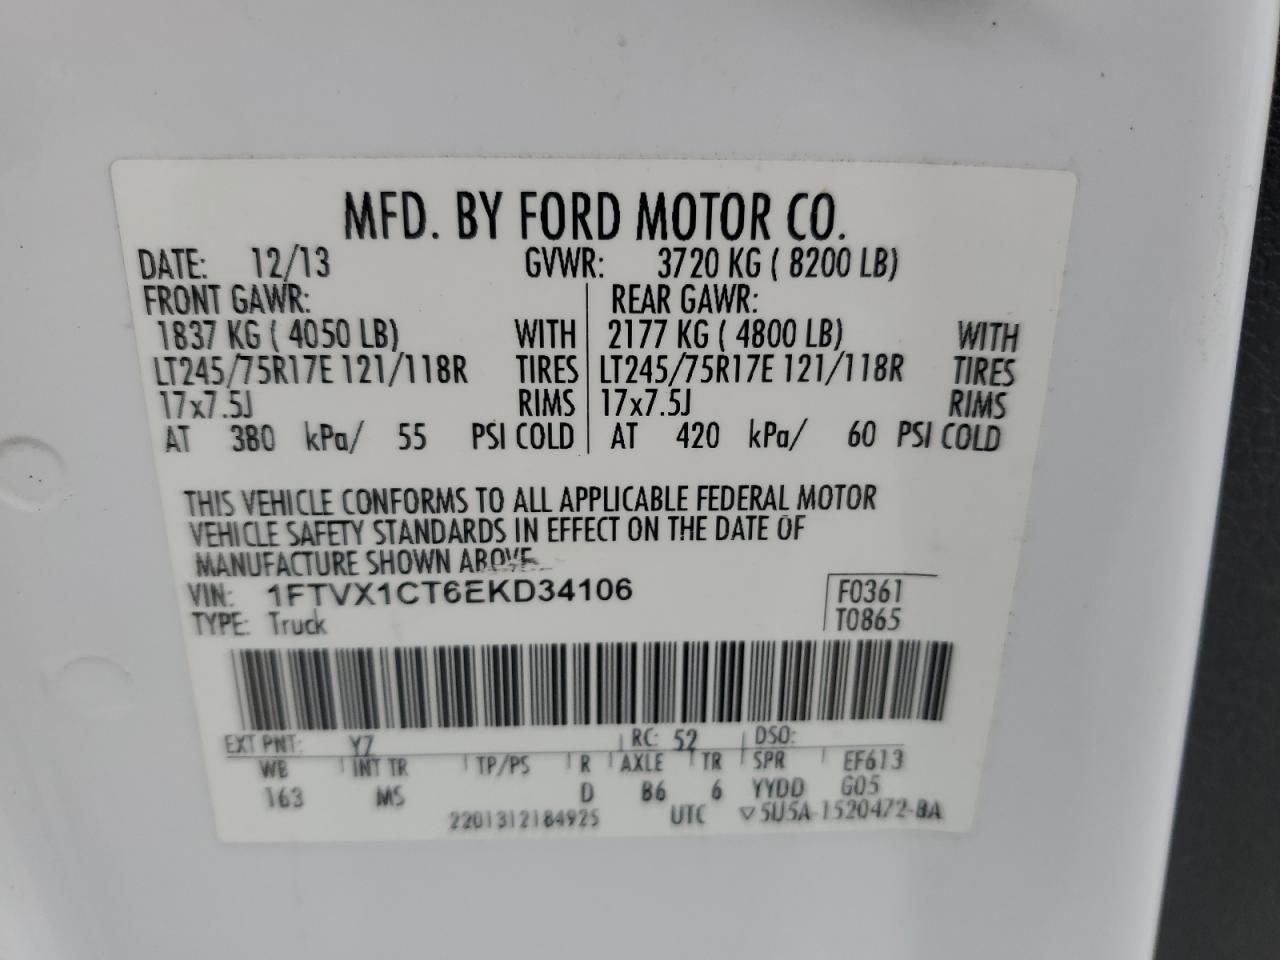 MFD. BY FORD MOTOR CO.
DATE: 12/13 GVWR: 3720 KG ( 8200 LB)
FRONT GAWR: REAR GAWR:
1837 KG ( 4050 LB) WITH 2177 KG ( 4800 LB) WITH
LT245/75R17E 121/118R TIRES LT245/75R17E 121/118R TIRES
17x7.5J RIMS 17x7.5J RIMS
AT 380 kPa/ 55 PSI COLD AT 420 kPa/ 60 PSI COLD
THIS VEHICLE CONFORMS TO ALL APPLICABLE FEDERAL MOTOR
VEHICLE SAFETY STANDARDS IN EFFECT ON THE DATE OF
MANUFACTURE SHOWN ABOVE.
VIN: 1FTVX1CT6EKD34106 F0361
TYPE: Truck T0865
EXT PNT: YZ RC: 52 DSO:
WB INT TR TP/PS R AXLE TR SPR EF613
163 MS D B6 6 YYDD G05
2201312184925 UTC ▽5U5A-1520472-BA